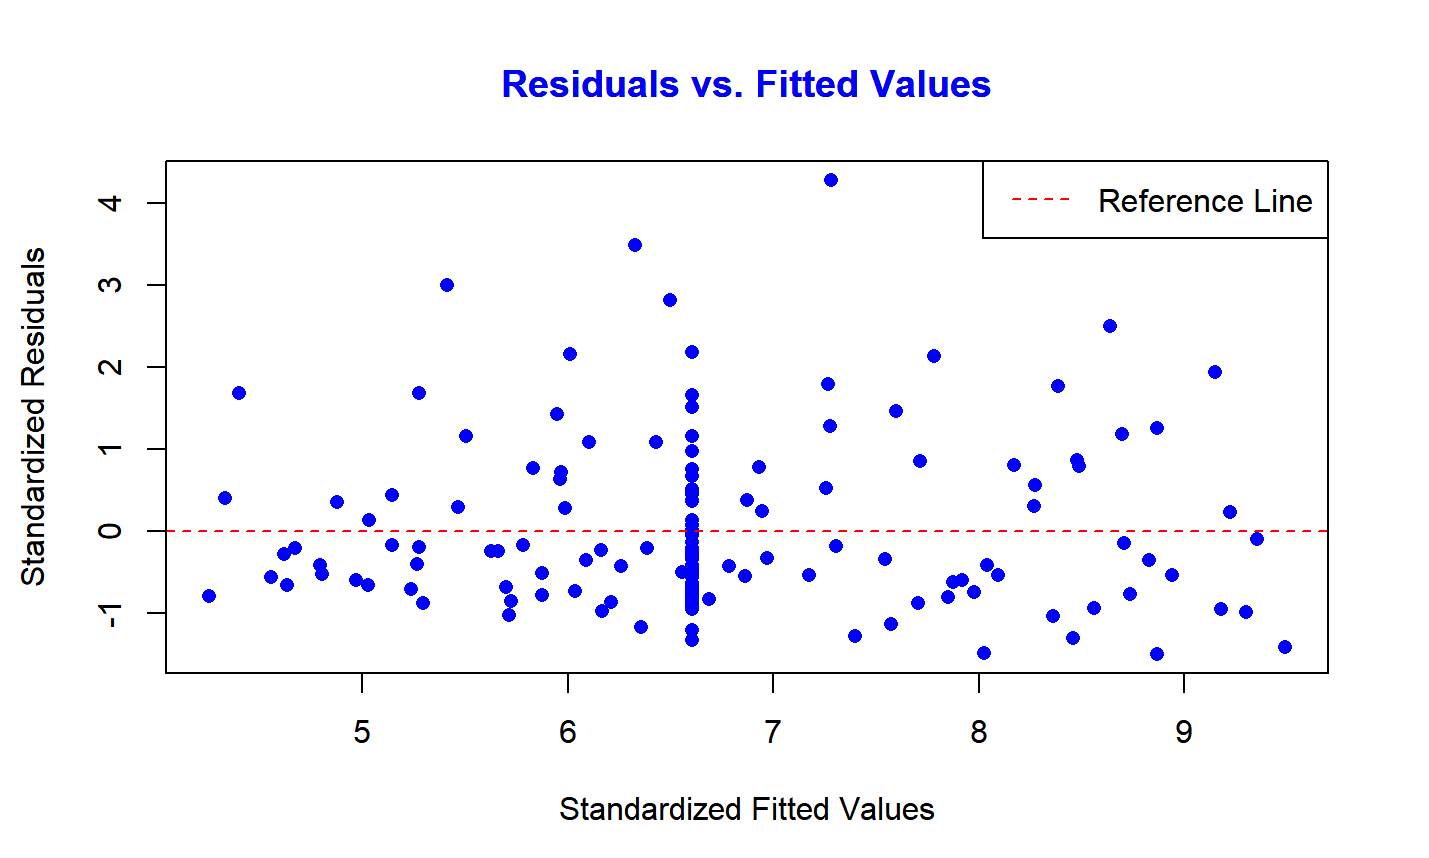 Residuals vs. Fitted Values
Reference Line
Standardized Residuals
4
3
2
1
0
-1
5 6 7 8 9
Standardized Fitted Values